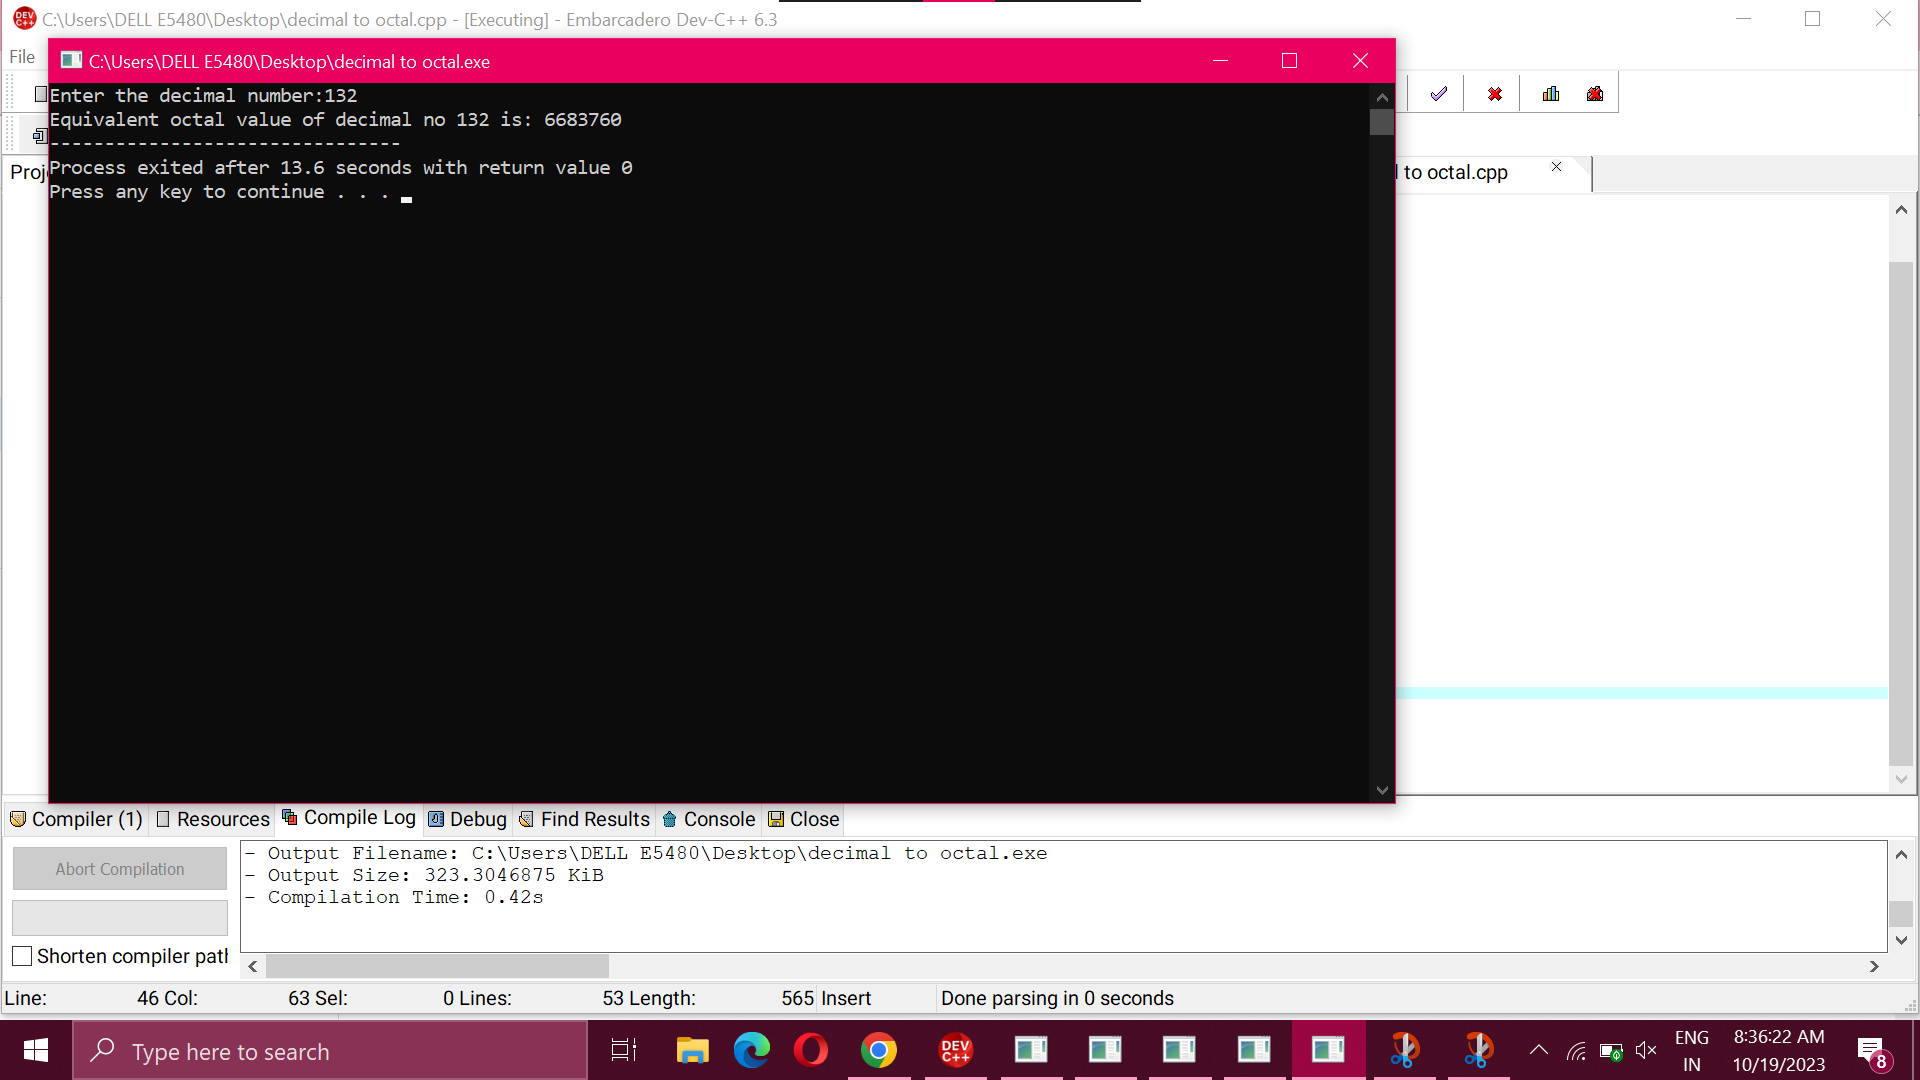 C:\Users\DELL E5480\Desktop\decimal to octal.cpp - [Executing] - Embarcadero Dev-C++ 6.3
File
C:\Users\DELL E5480\Desktop\decimal to octal.exe
Enter the decimal number:132
Equivalent octal value of decimal no 132 is: 6683760
--------------------------------
Process exited after 13.6 seconds with return value 0
Press any key to continue . . .
Proj
l to octal.cpp
Compiler (1) Resources Compile Log Debug Find Results Console Close
Abort Compilation
- Output Filename: C:\Users\DELL E5480\Desktop\decimal to octal.exe
- Output Size: 323.3046875 KiB
- Compilation Time: 0.42s
Shorten compiler path
Line: 46 Col: 63 Sel: 0 Lines: 53 Length: 565 Insert Done parsing in 0 seconds
Type here to search
DEV C++
ENG
IN
8:36:22 AM
10/19/2023
8